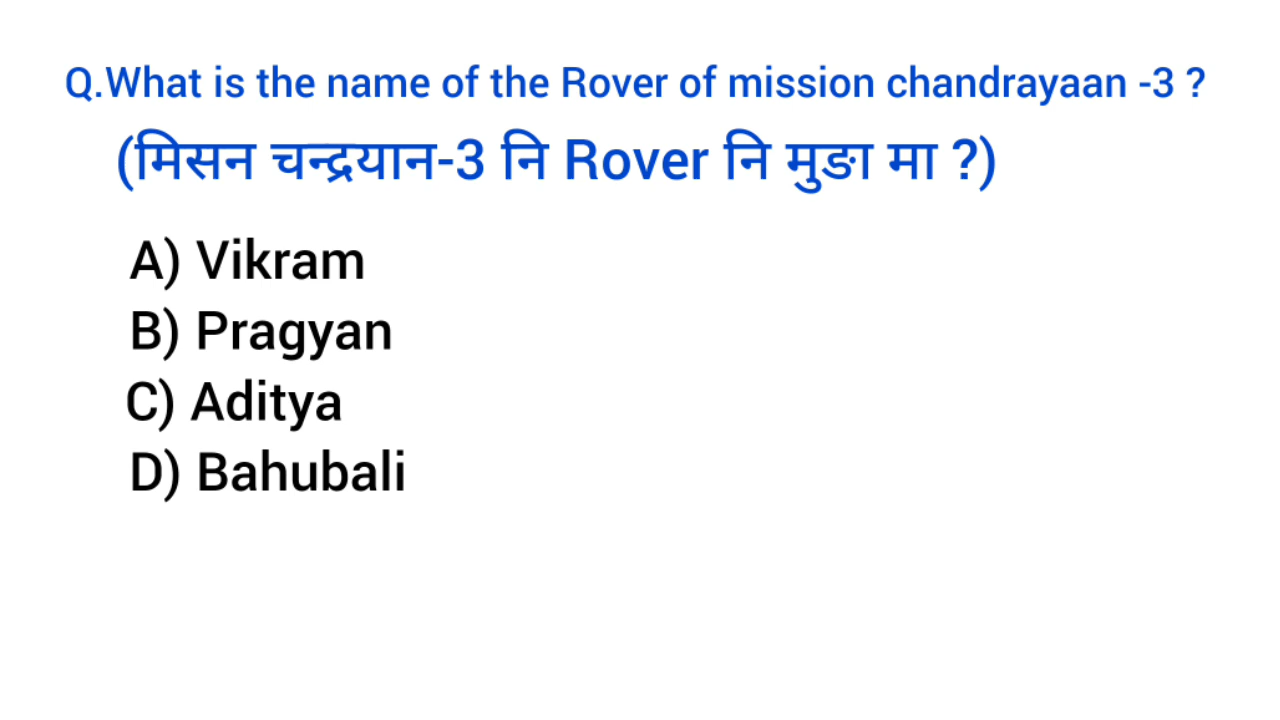 Q.What is the name of the Rover of mission chandrayaan -3 ?
(मिसन चन्द्रयान-3 नि Rover नि मुङा मा ?)
A) Vikram
B) Pragyan
C) Aditya
D) Bahubali